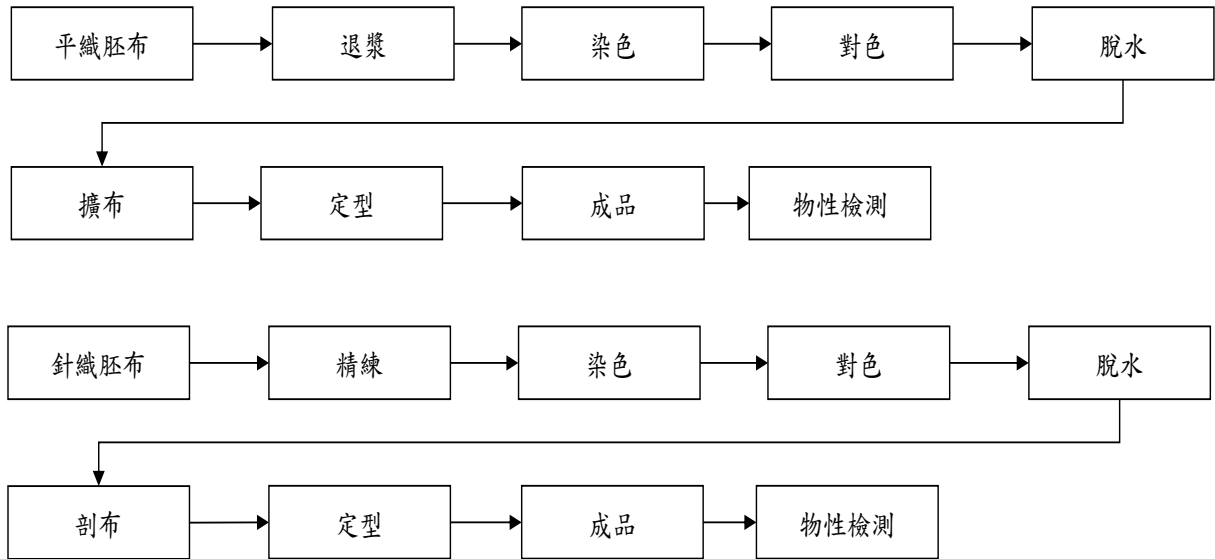 平織胚布 退漿 染色 對色 脫水
擴布 定型 成品 物性檢測
針織胚布 精練 染色 對色 脫水
剖布 定型 成品 物性檢測